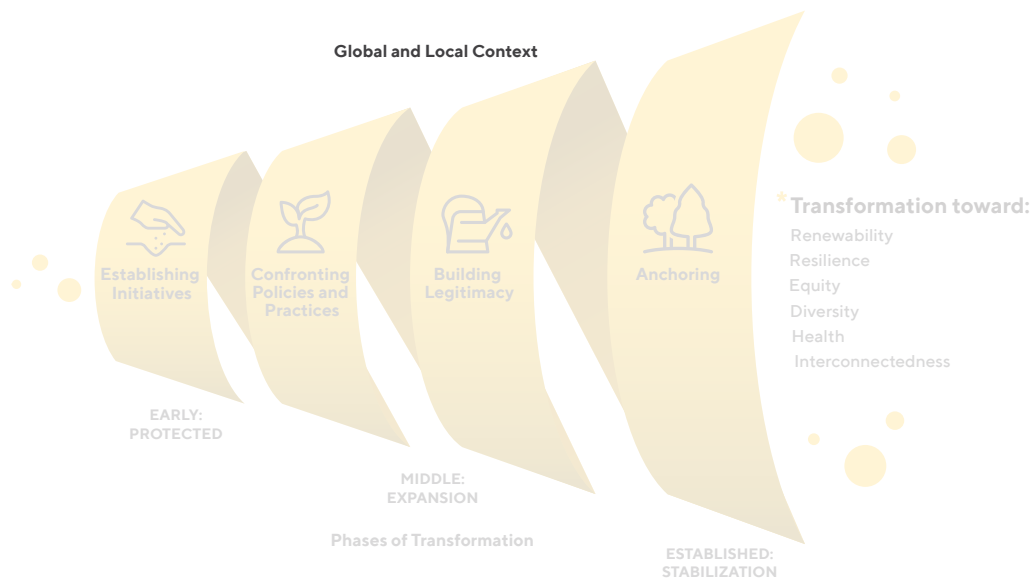 Global and Local Context
Establishing
Initiatives
Confronting
Policies and
Practices
Building
Legitimacy
Anchoring
*Transformation toward:
Renewability
Resilience
Equity
Diversity
Health
Interconnectedness
EARLY:
PROTECTED
MIDDLE:
EXPANSION
Phases of Transformation
ESTABLISHED:
STABILIZATION